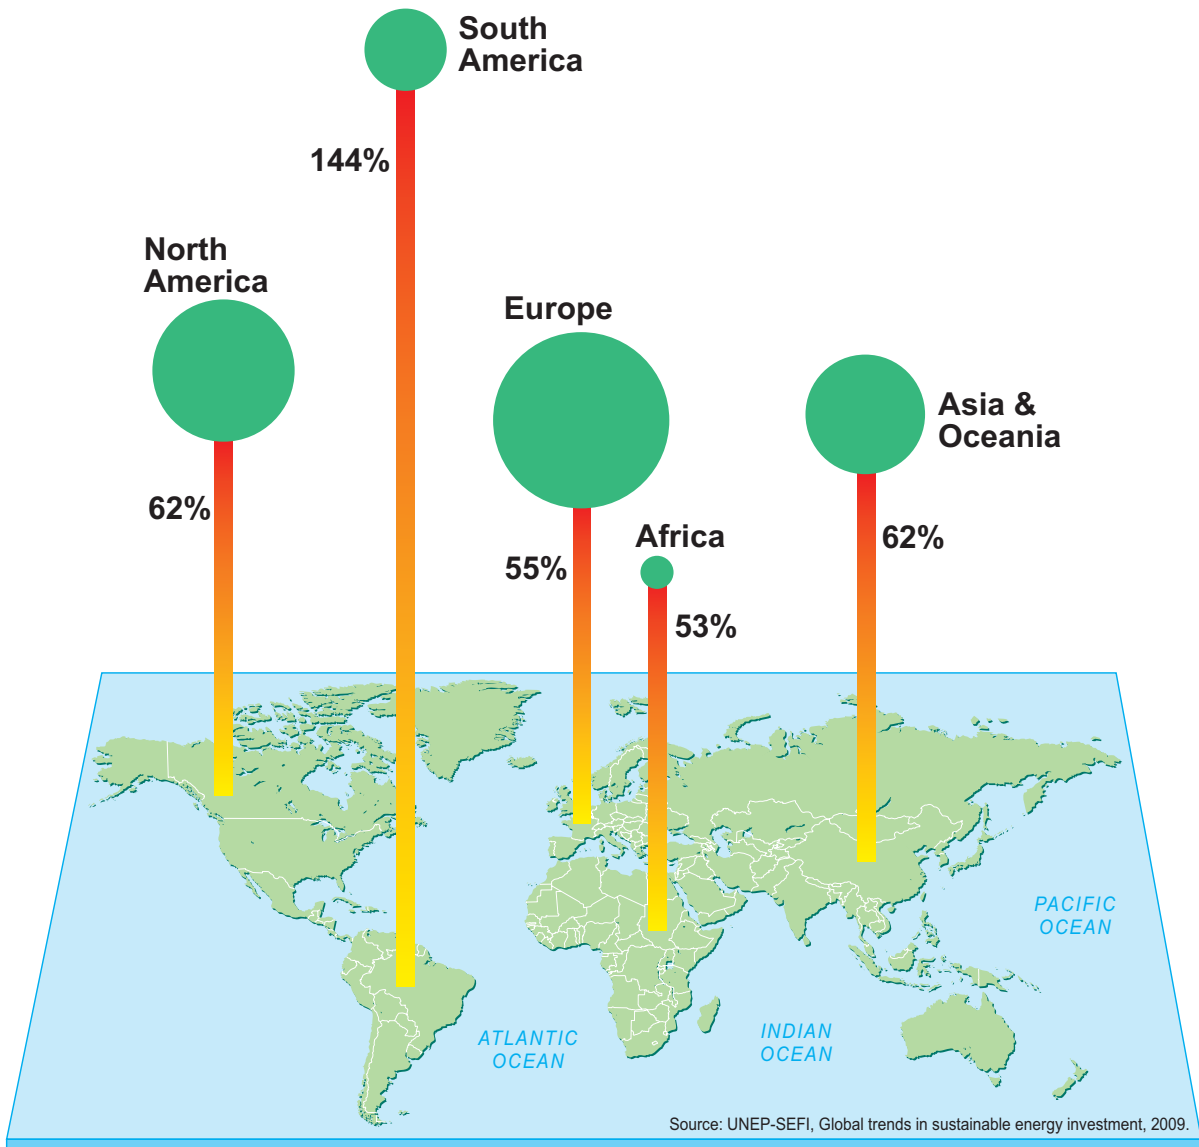 South
America
144%
North
America
62%
Europe
55%
Africa
53%
Asia &
Oceania
62%
PACIFIC
OCEAN
ATLANTIC
OCEAN
INDIAN
OCEAN
Source: UNEP-SEFI, Global trends in sustainable energy investment, 2009.